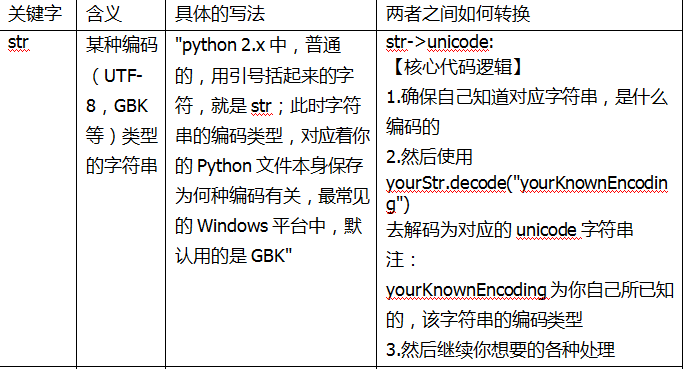 关键字 含义 具体的写法 两者之间如何转换
str
某种编码
（UTF-
8，GBK
等）类型
的字符串
"python 2.x 中，普通
的，用引号括起来的字
符，就是 str；此时字符
串的编码类型，对应着你
的 Python 文件本身保存
为何种编码有关，最常见
的 Windows 平台中，默
认用的是 GBK"
str->unicode:
【核心代码逻辑】
1.确保自己知道对应字符串，是什么
编码的
2.然后使用
yourStr.decode("yourKnownEncodin
g")
去解码为对应的 unicode 字符串
注：
yourKnownEncoding 为你自己所已知
的，该字符串的编码类型
3.然后继续你想要的各种处理